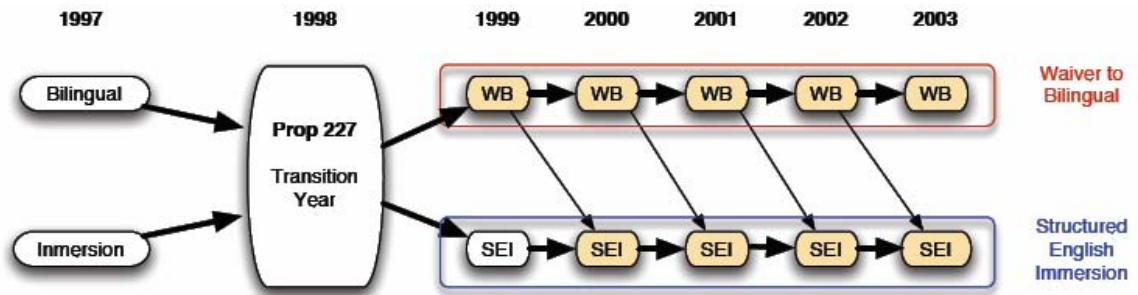 1997 1998 1999 2000 2001 2002 2003
Bilingual
Prop 227
Transition
Year
WB WB WB WB WB
Waiver to
Bilingual
Inmersion
SEI SEI SEI SEI SEI
Structured
English
Immersion